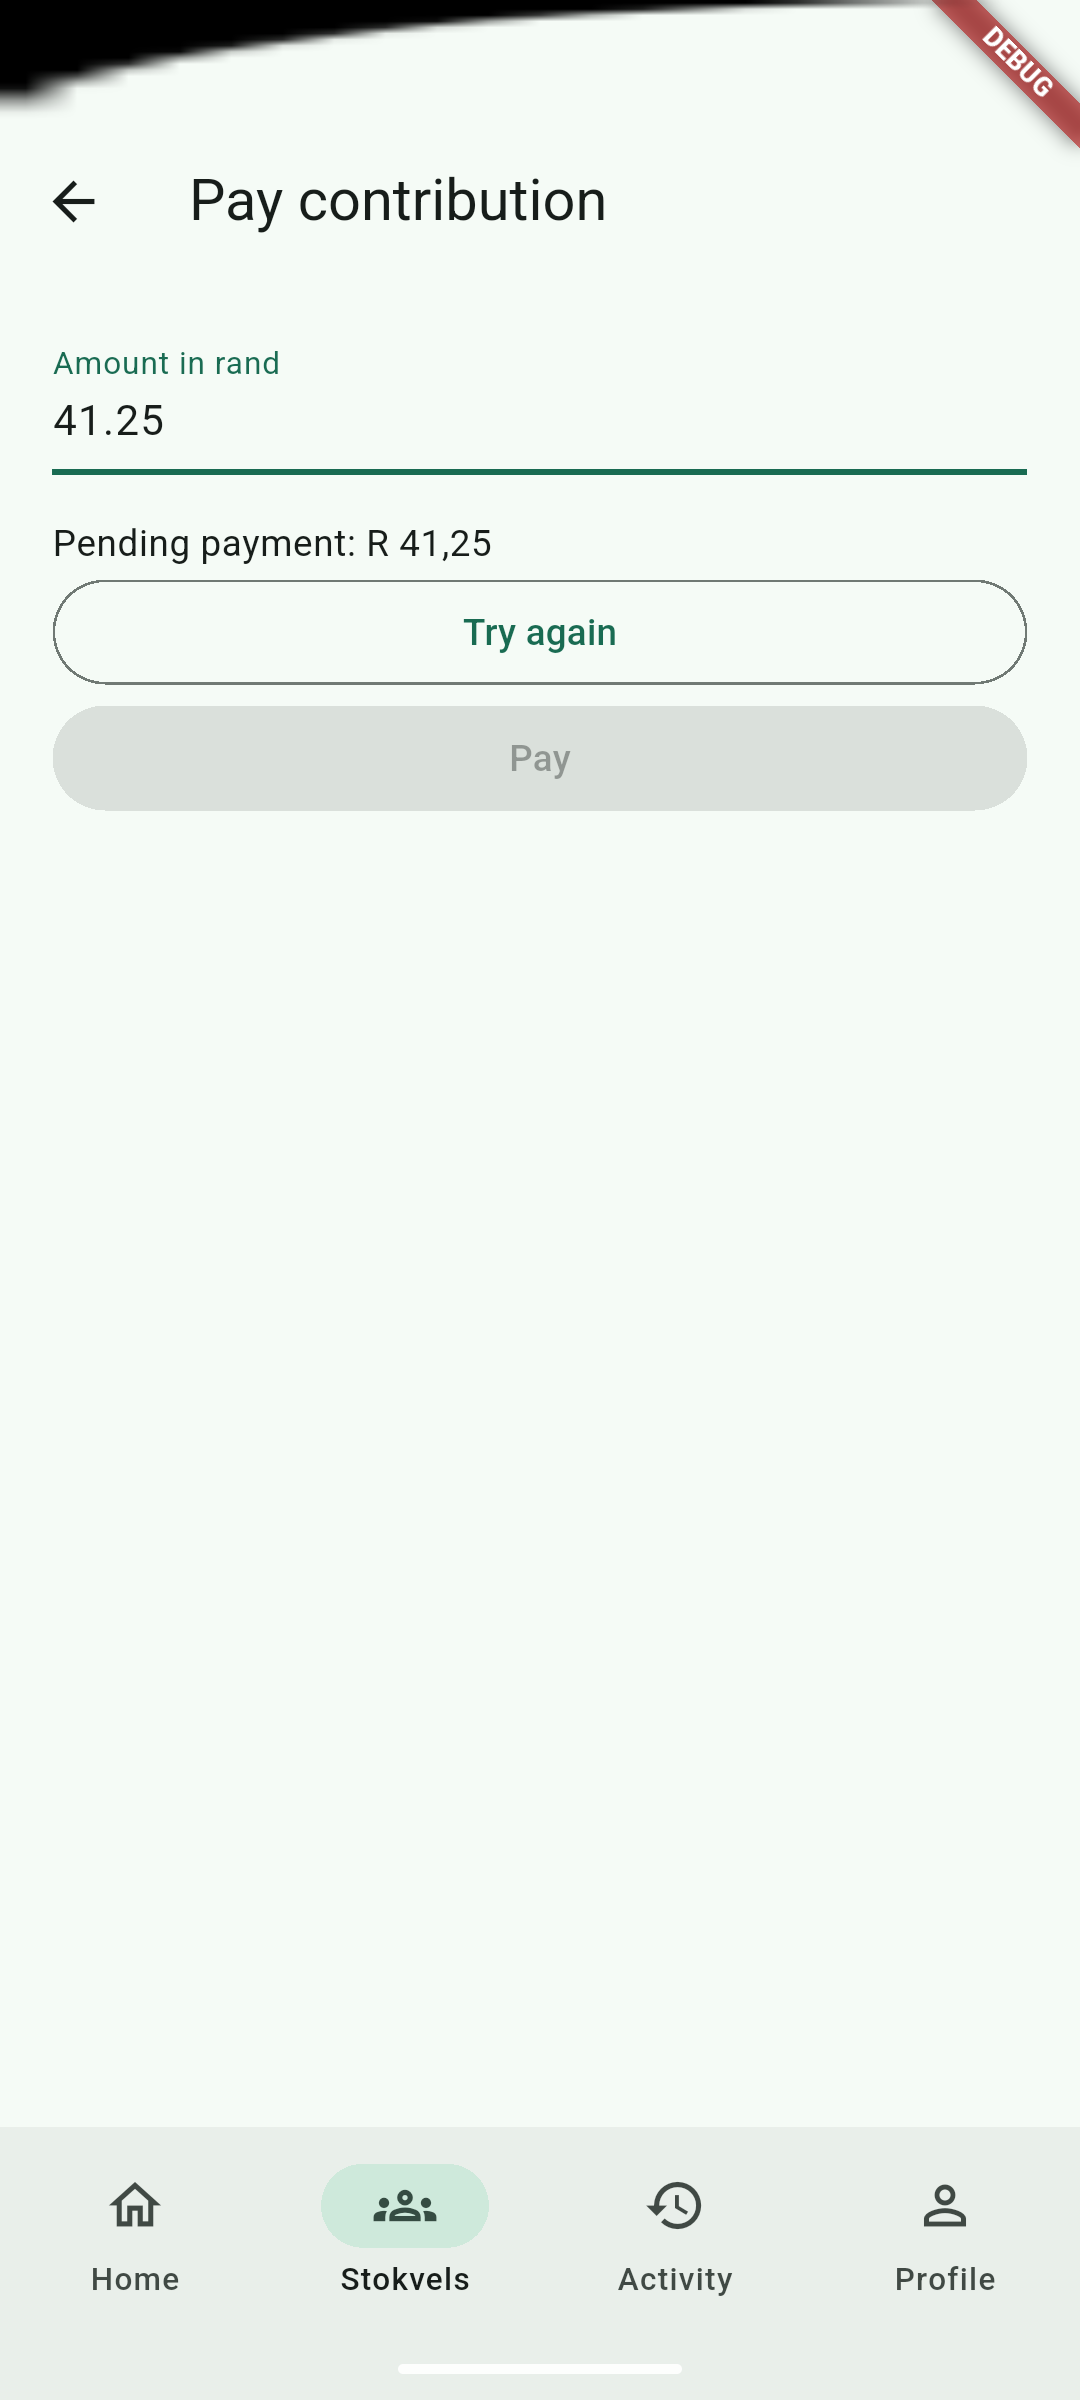 DEBUG
Pay contribution
Amount in rand
41.25
Pending payment: R 41,25
Try again
Pay
Home
Stokvels
Activity
Profile